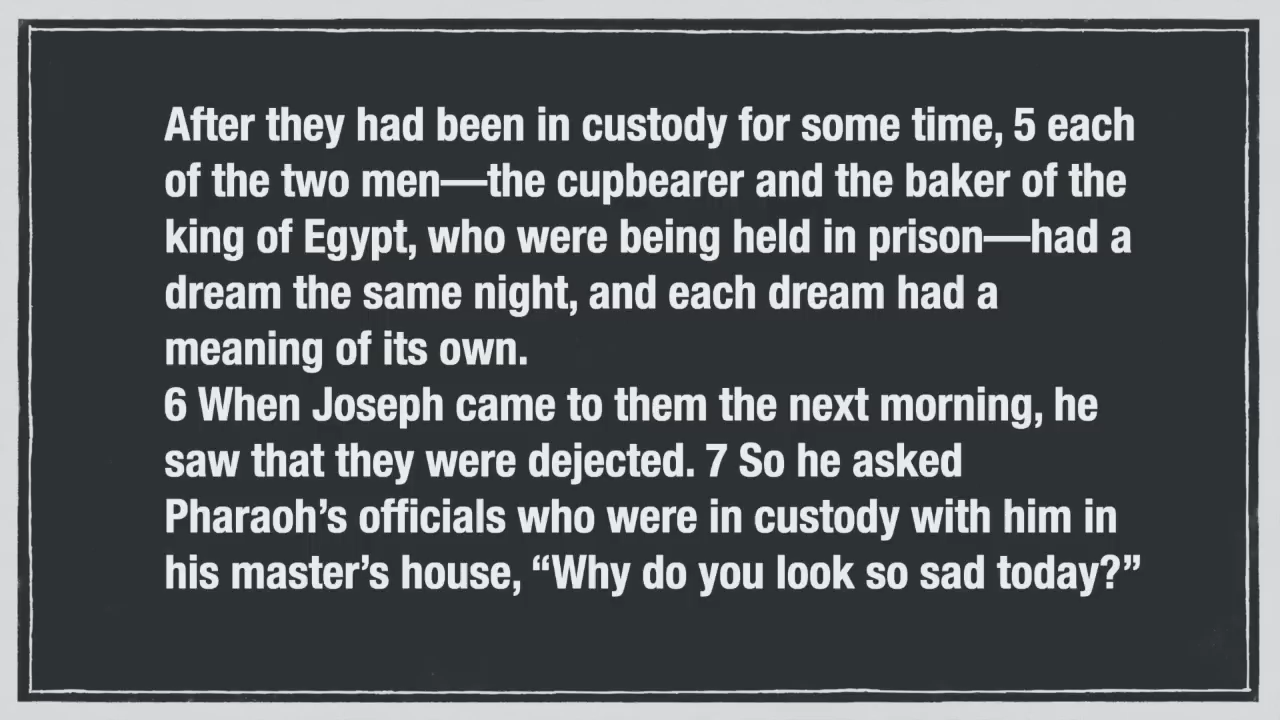 After they had been in custody for some time, 5 each
of the two men—the cupbearer and the baker of the
king of Egypt, who were being held in prison—had a
dream the same night, and each dream had a
meaning of its own.
6 When Joseph came to them the next morning, he
saw that they were dejected. 7 So he asked
Pharaoh’s officials who were in custody with him in
his master’s house, “Why do you look so sad today?”